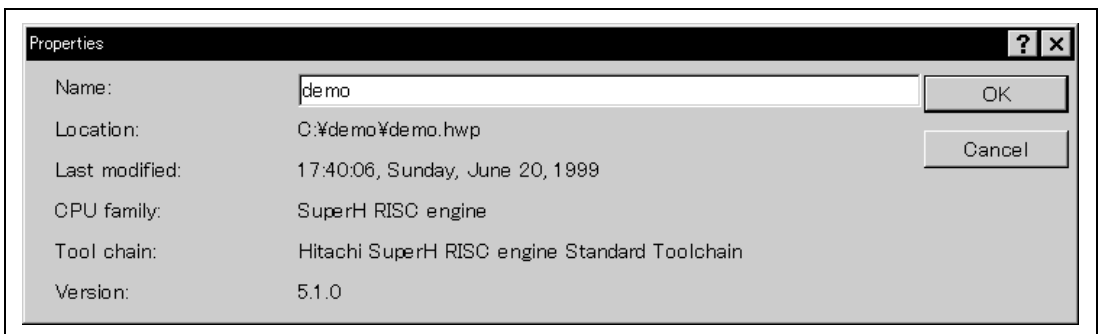 Properties
Name: demo
OK
Location: C:¥demo¥demo.hwp
Cancel
Last modified: 17:40:06, Sunday, June 20, 1999
CPU family: SuperH RISC engine
Tool chain: Hitachi SuperH RISC engine Standard Toolchain
Version: 5.1.0